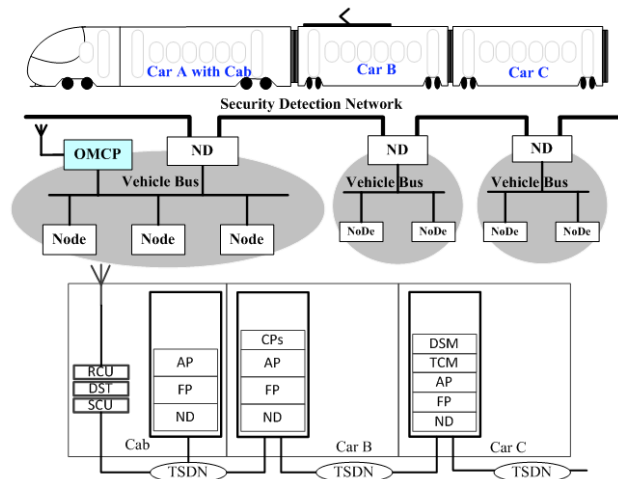 Car A with Cab
Car B
Car C
Security Detection Network
OMCP
ND
ND
ND
Vehicle Bus
Vehicle Bus
Vehicle Bus
Node
Node
Node
NoDe
NoDe
NoDe
NoDe
RCU
DST
SCU
AP
FP
ND
CPs
AP
FP
ND
DSM
TCM
AP
FP
ND
Cab
Car B
Car C
TSDN
TSDN
TSDN